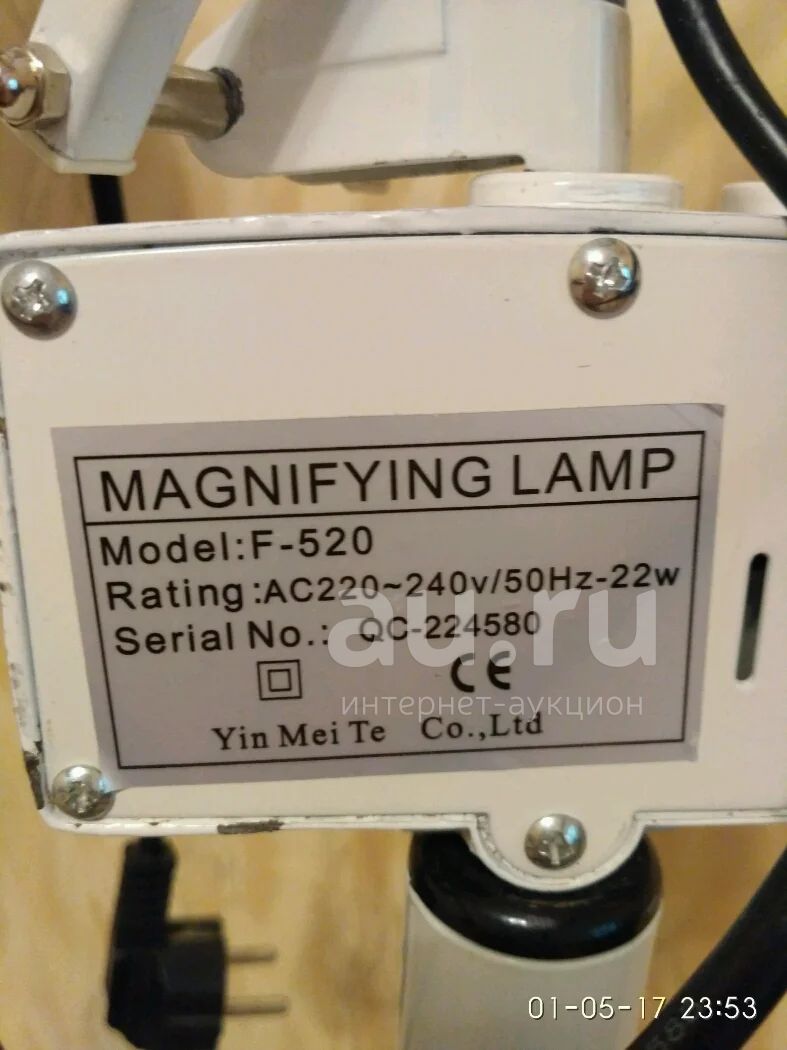 MAGNIFYING LAMP
Model:F-520
Rating:AC220~240v/50Hz-22w
Serial No.: QC-224580
CE
Yin Mei Te Co.,Ltd
au.ru
интернет-аукцион
01-05-17 23:53